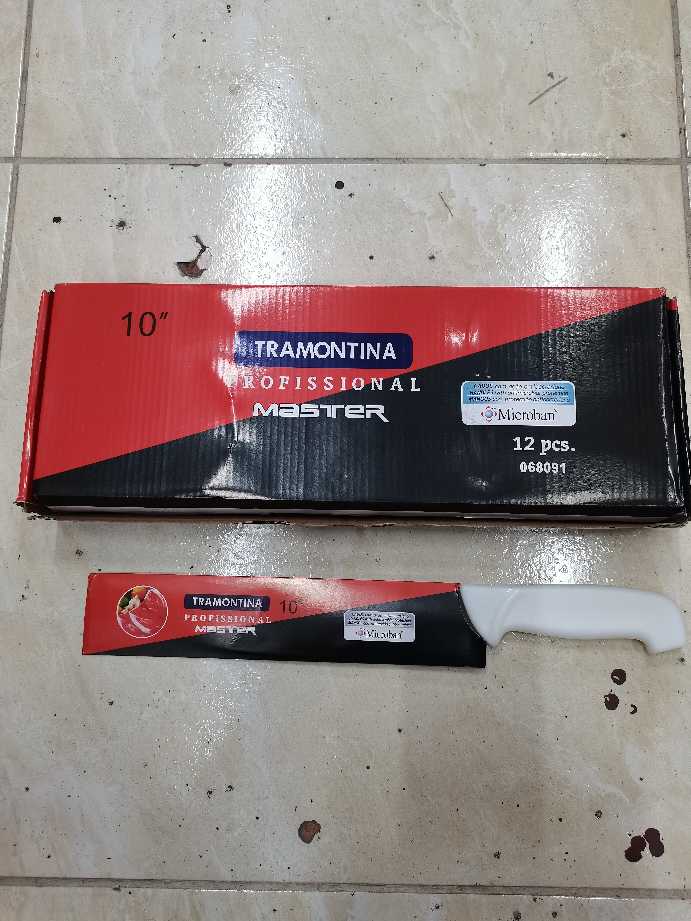 10"
TRAMONTINA
PROFISSIONAL
MASTER
Microban
12 pcs.
068091
TRAMONTINA
10"
PROFISSIONAL
MASTER
Microban